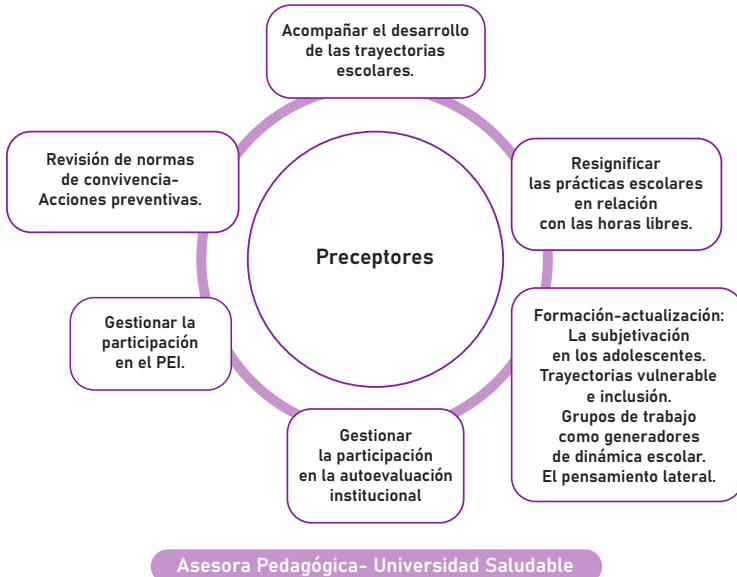 Acompañar el desarrollo
de las trayectorias
escolares.
Revisión de normas
de convivencia-
Acciones preventivas.
Resignificar
las prácticas escolares
en relación
con las horas libres.
Preceptores
Gestionar la
participación
en el PEI.
Formación-actualización:
La subjetivación
en los adolescentes.
Trayectorias vulnerable
e inclusión.
Grupos de trabajo
como generadores
de dinámica escolar.
El pensamiento lateral.
Gestionar
la participación
en la autoevaluación
institucional
Asesora Pedagógica- Universidad Saludable